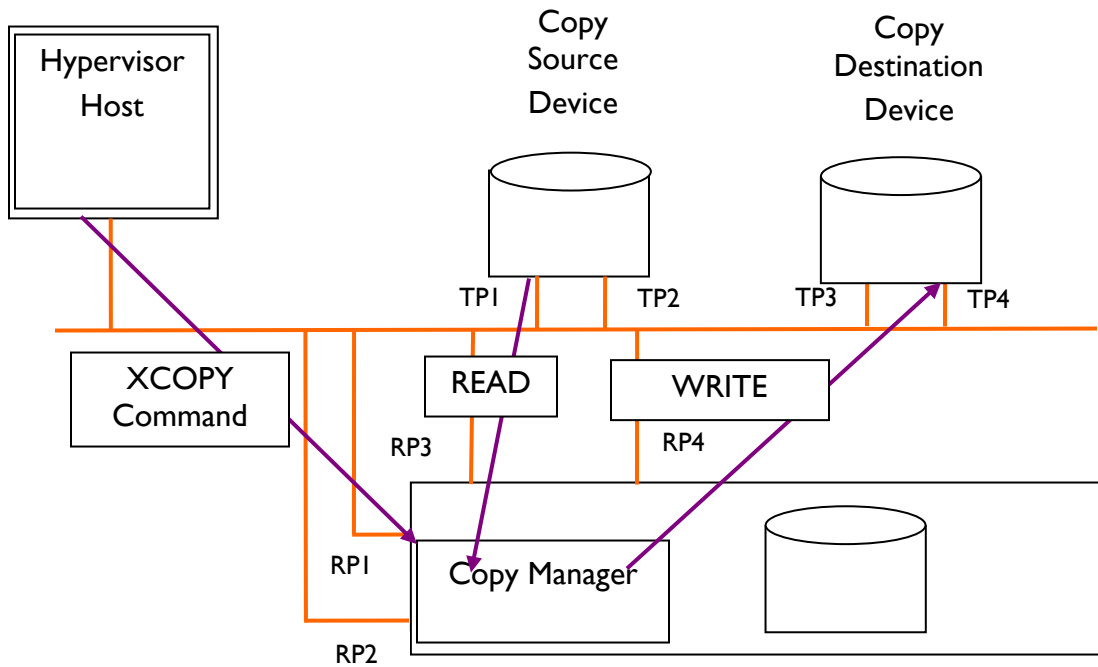 Hypervisor
Host
Copy
Source
Device
Copy
Destination
Device
TP1
TP2
TP3
TP4
XCOPY
Command
READ
WRITE
RP3
RP4
RP1
Copy Manager
RP2